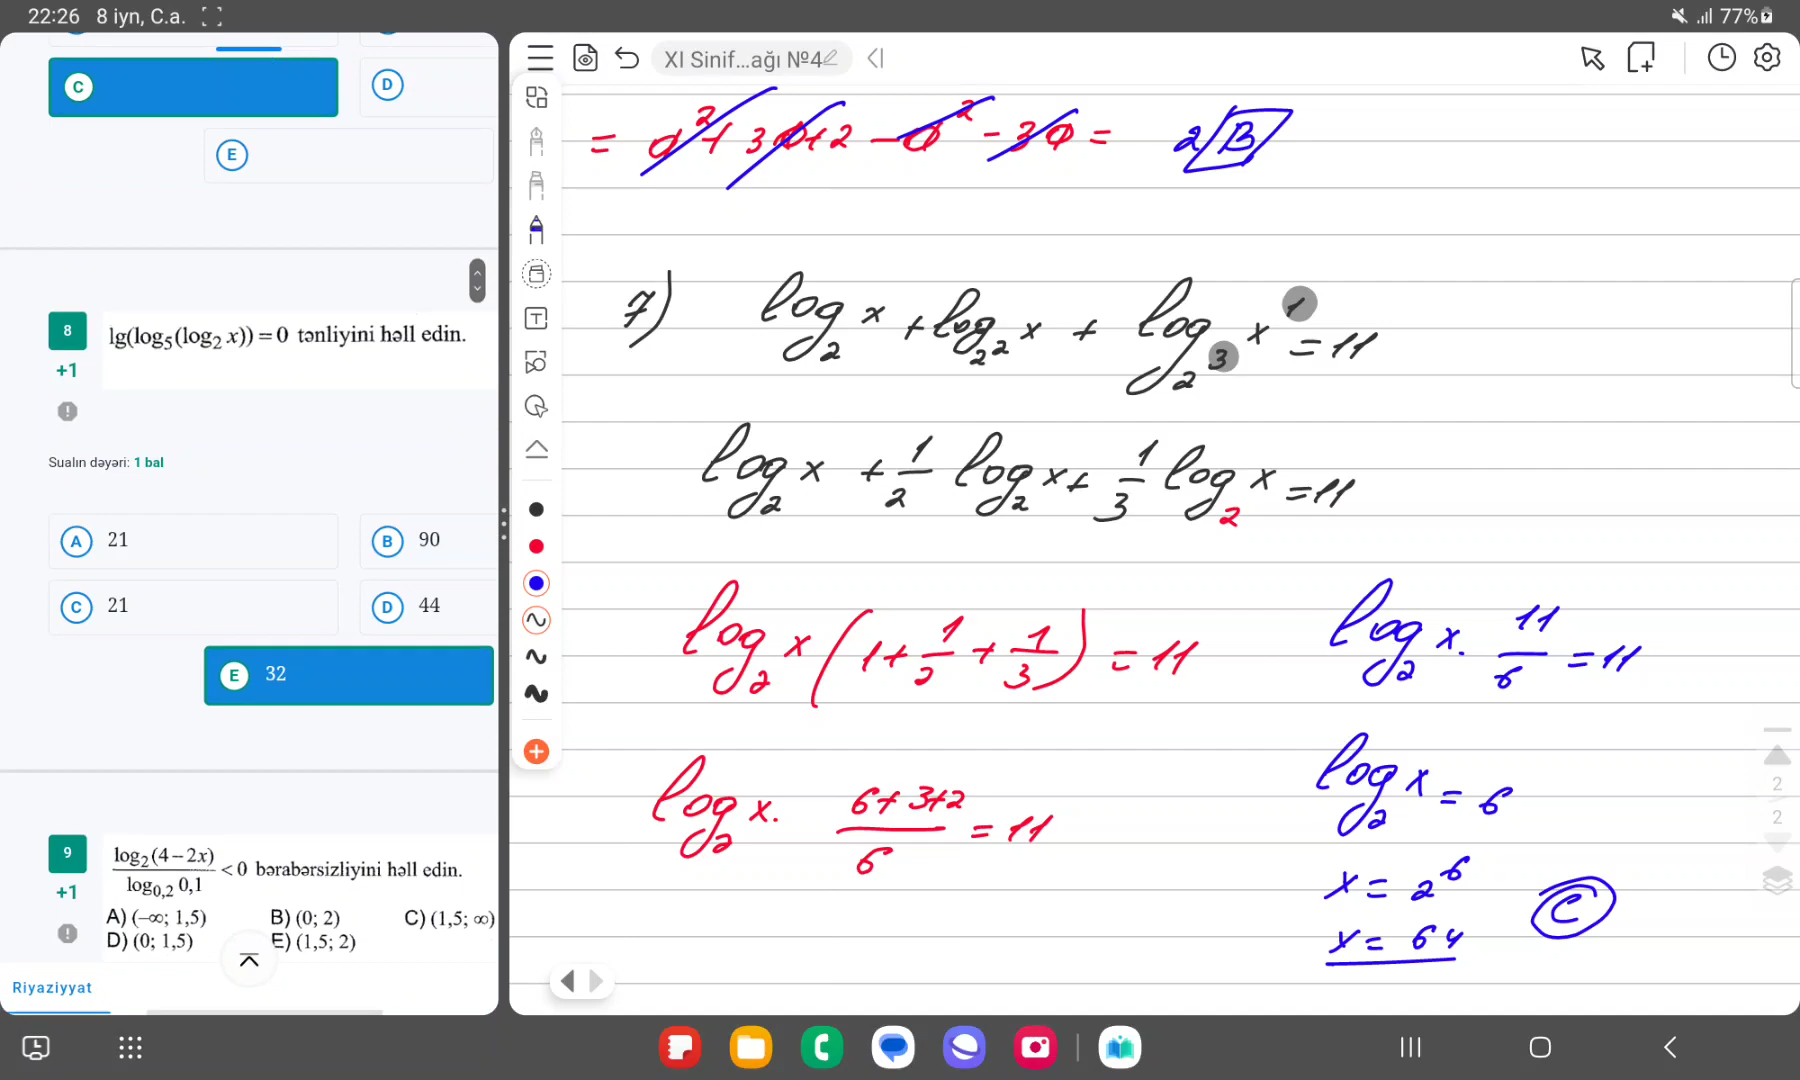 22:26 8 iyn, C.a. 77%
C
D
E
8
+1
lg(log₅(log₂ x)) = 0 tənliyini həll edin.
Sualın dəyəri: 1 bal
A 21
B 90
C 21
D 44
E 32
9
+1
log₂(4−2x)/log₀,₂ 0,1 < 0 bərabərsizliyini həll edin.
A) (−∞; 1,5) B) (0; 2) C) (1,5; ∞)
D) (0; 1,5) E) (1,5; 2)
Riyaziyyat
XI Sinif...ağı №4
= a² + 3a + 2 − a² − 3a = 2 B
7) log₂ x + log₂² x + log₂³ x¹ = 11
log₂ x + 1/2 log₂ x + 1/3 log₂ x = 11
log₂ x (1 + 1/2 + 1/3) = 11
log₂ x · (6+3+2)/6 = 11
log₂ x · 11/6 = 11
log₂ x = 6
x = 2⁶
x = 64 C
2
2